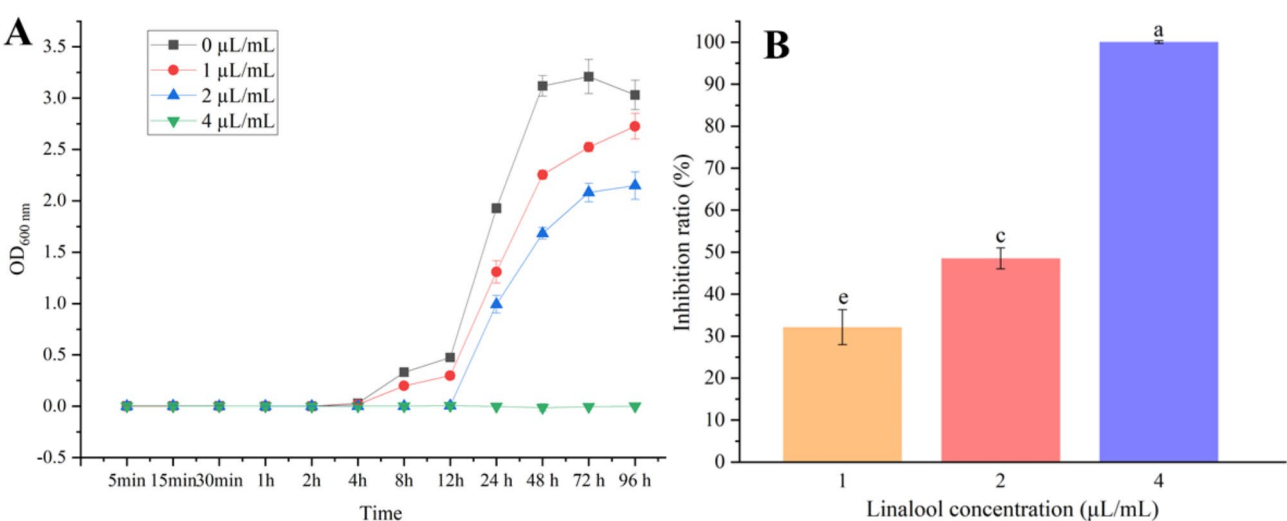 A
0 µL/mL
1 µL/mL
2 µL/mL
4 µL/mL
3.5
3.0
2.5
2.0
1.5
1.0
0.5
0.0
-0.5
OD600 nm
5min 15min 30min 1h 2h 4h 8h 12h 24 h 48 h 72 h 96 h
Time
B
100
90
80
70
60
50
40
30
20
10
0
Inhibition ratio (%)
e
c
a
1 2 4
Linalool concentration (µL/mL)